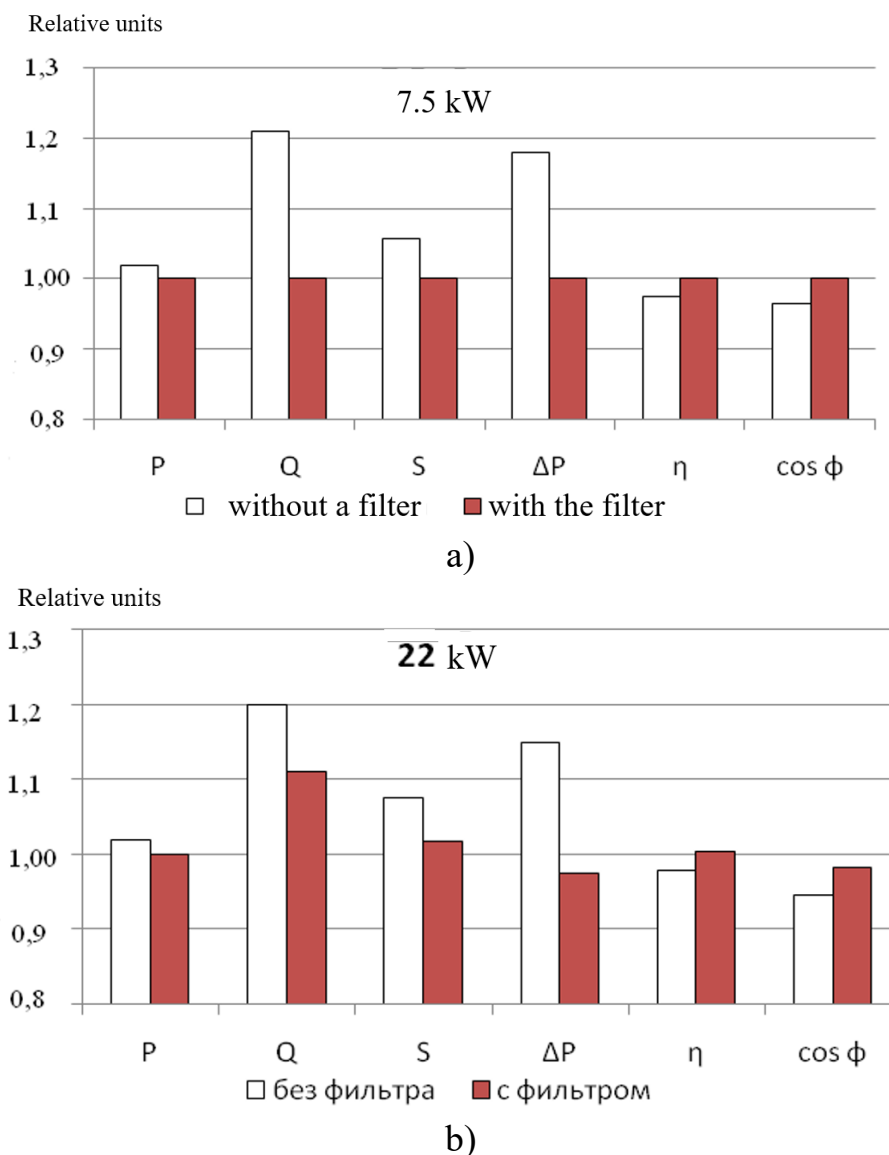 Relative units
1,3
7.5 kW
1,2
1,1
1,00
0,9
0,8
P Q S ΔP η cos ϕ
without a filter with the filter
a)
Relative units
1,3
22 kW
1,2
1,1
1,00
0,9
0,8
P Q S ΔP η cos ϕ
без фильтра с фильтром
b)